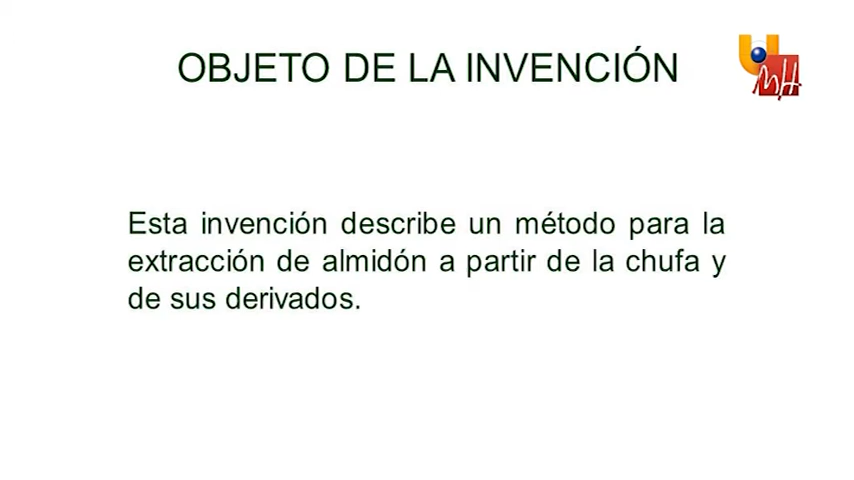 OBJETO DE LA INVENCIÓN
UMH
Esta invención describe un método para la
extracción de almidón a partir de la chufa y
de sus derivados.